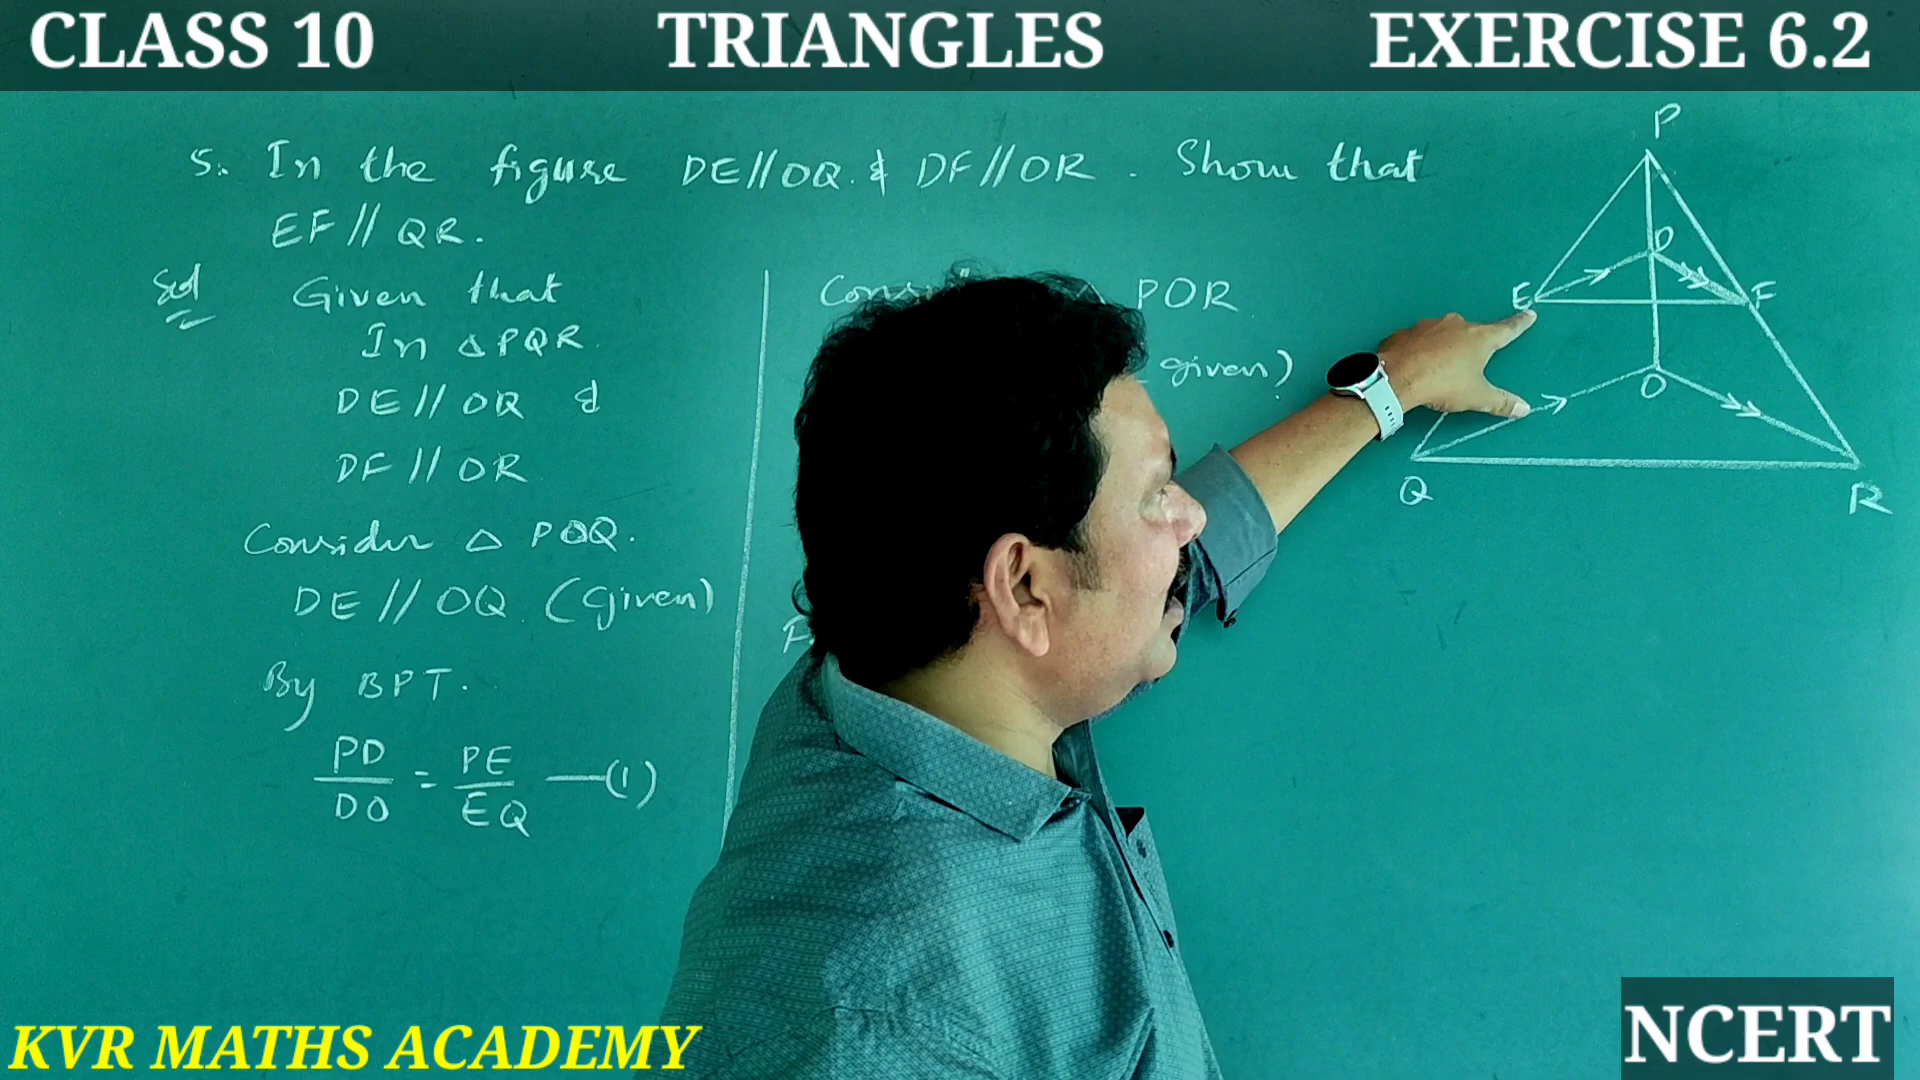 CLASS 10 TRIANGLES EXERCISE 6.2
5. In the figure DE//OQ. & DF//OR. Show that
EF// QR.
Sol Given that
In △PQR.
DE// OQ &
DF// OR
Consider △ POQ.
DE// OQ. (given)
By BPT.
PD/DO = PE/EQ —(1)
△ POR
given)
P
D
E
F
O
Q
R
KVR MATHS ACADEMY
NCERT